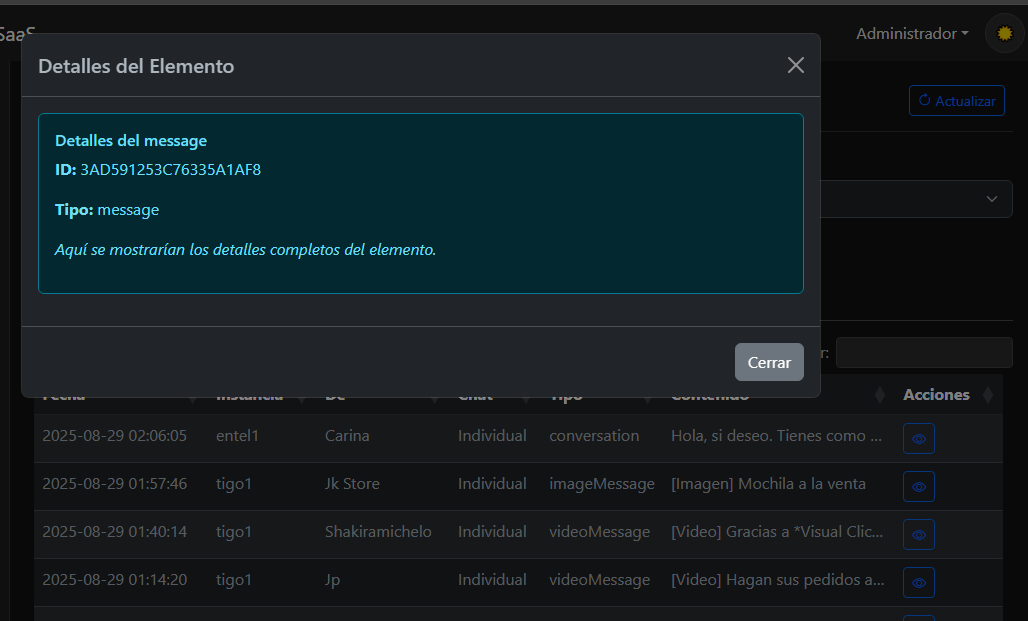 SaaS
Administrador
Detalles del Elemento
Actualizar
Detalles del message
ID: 3AD591253C76335A1AF8
Tipo: message
Aquí se mostrarían los detalles completos del elemento.
r:
Cerrar
Fecha Instancia De Chat Tipo Contenido Acciones
2025-08-29 02:06:05 entel1 Carina Individual conversation Hola, si deseo. Tienes como ...
2025-08-29 01:57:46 tigo1 Jk Store Individual imageMessage [Imagen] Mochila a la venta
2025-08-29 01:40:14 tigo1 Shakiramichelo Individual videoMessage [Video] Gracias a *Visual Clic...
2025-08-29 01:14:20 tigo1 Jp Individual videoMessage [Video] Hagan sus pedidos a...